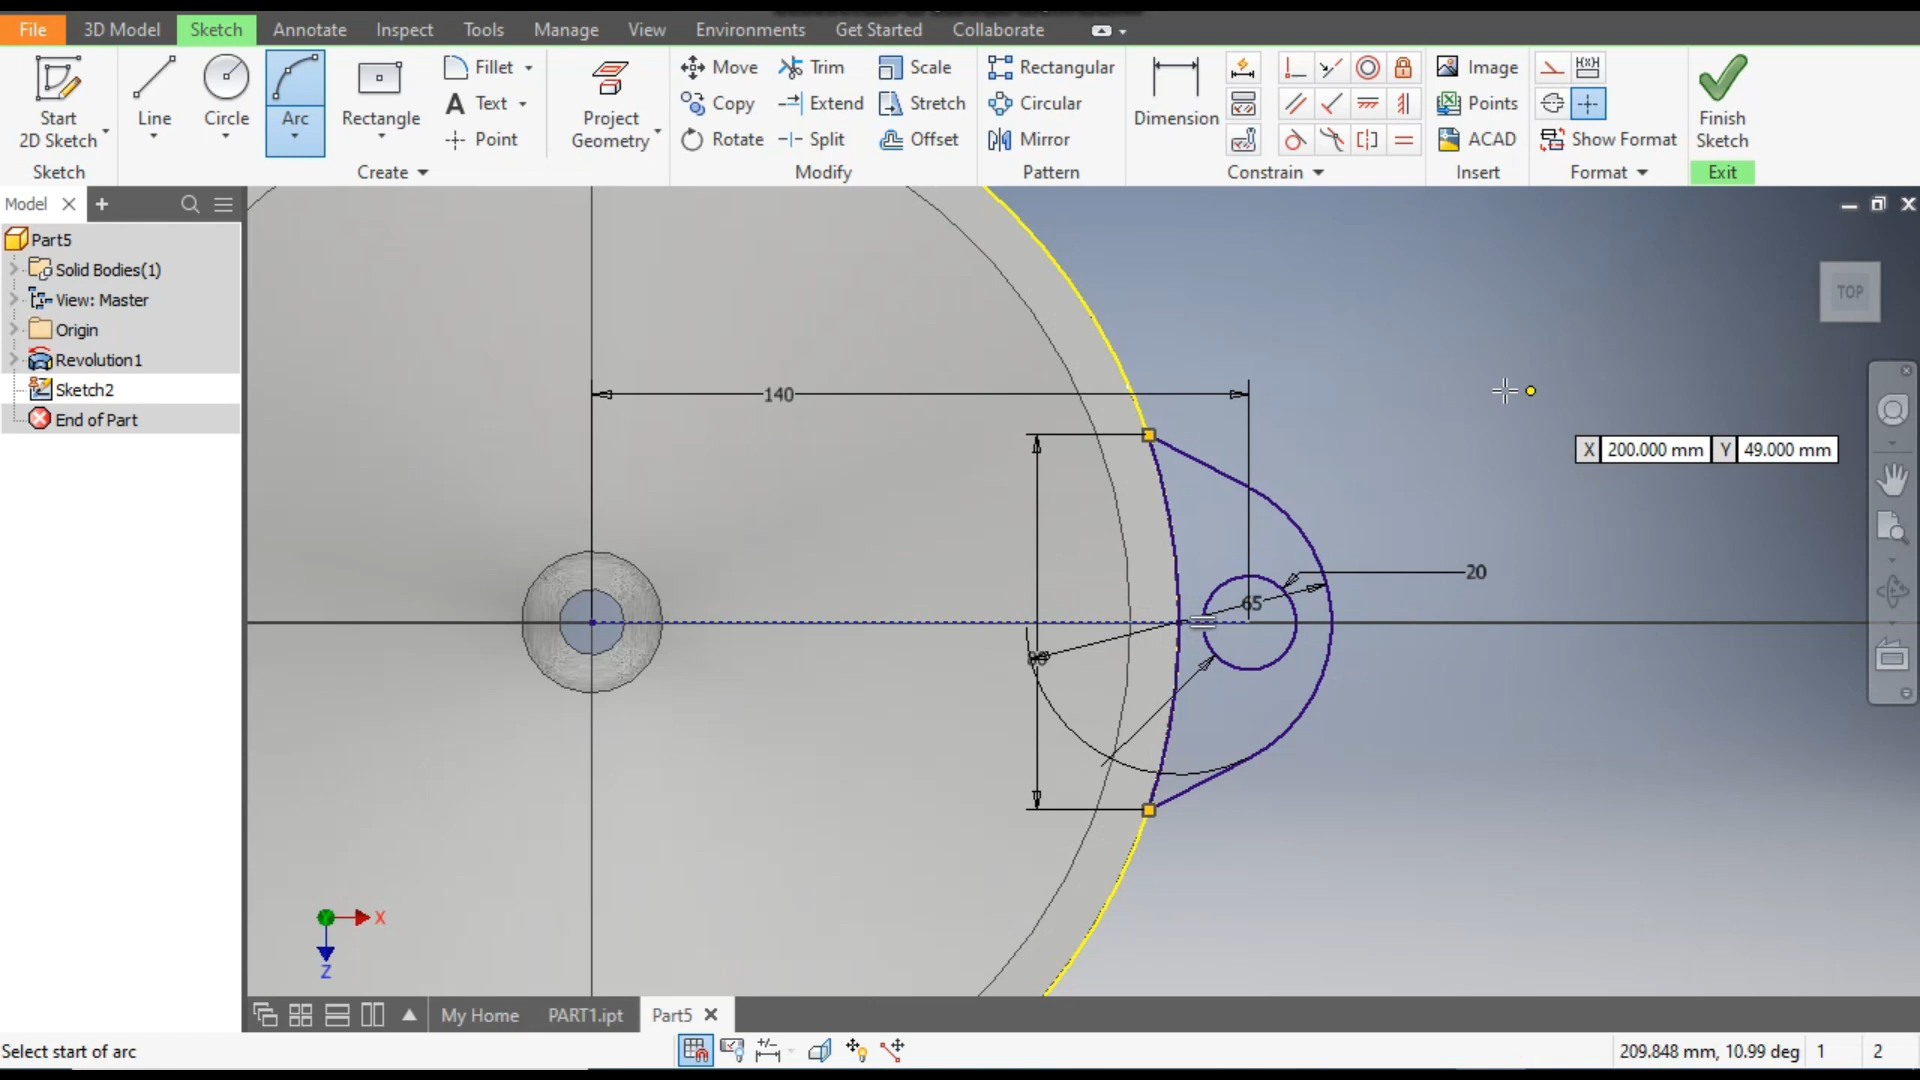 File 3D Model Sketch Annotate Inspect Tools Manage View Environments Get Started Collaborate
Start 2D Sketch
Line
Circle
Arc
Rectangle
Fillet
Text
Point
Project Geometry
Move
Copy
Rotate
Trim
Extend
Split
Scale
Stretch
Offset
Rectangular
Circular
Mirror
Dimension
Image
Points
ACAD
Show Format
Finish Sketch
Sketch Create Modify Pattern Constrain Insert Format Exit
Model
Part5
Solid Bodies(1)
View: Master
Origin
Revolution1
Sketch2
End of Part
TOP
140
X 200.000 mm Y 49.000 mm
20
65
X
Z
My Home PART1.ipt Part5
Select start of arc
209.848 mm, 10.99 deg 1 2